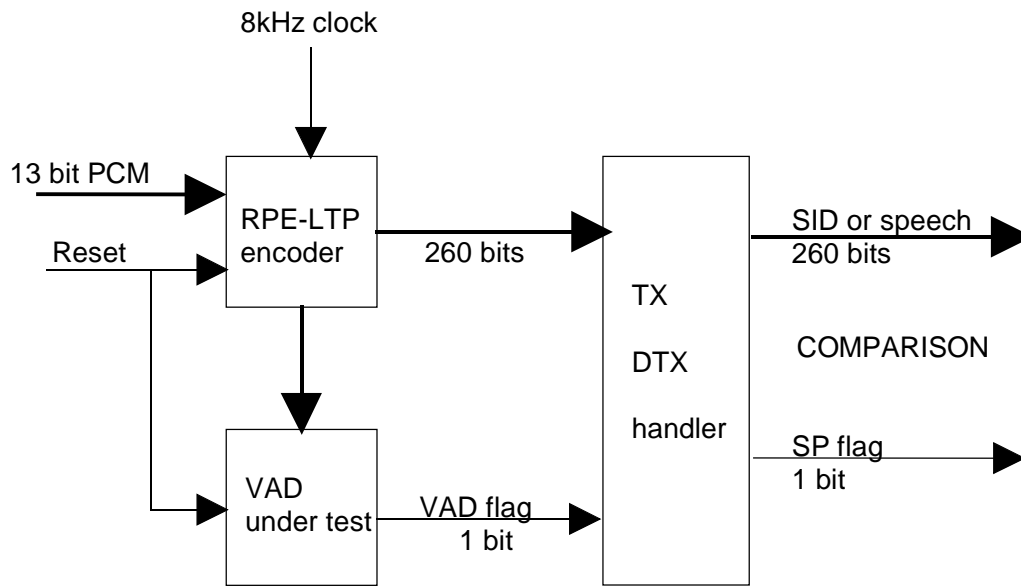 8kHz clock
13 bit PCM
RPE-LTP
encoder
260 bits
SID or speech
260 bits
Reset
TX
DTX
handler
COMPARISON
VAD
under test
VAD flag
1 bit
SP flag
1 bit